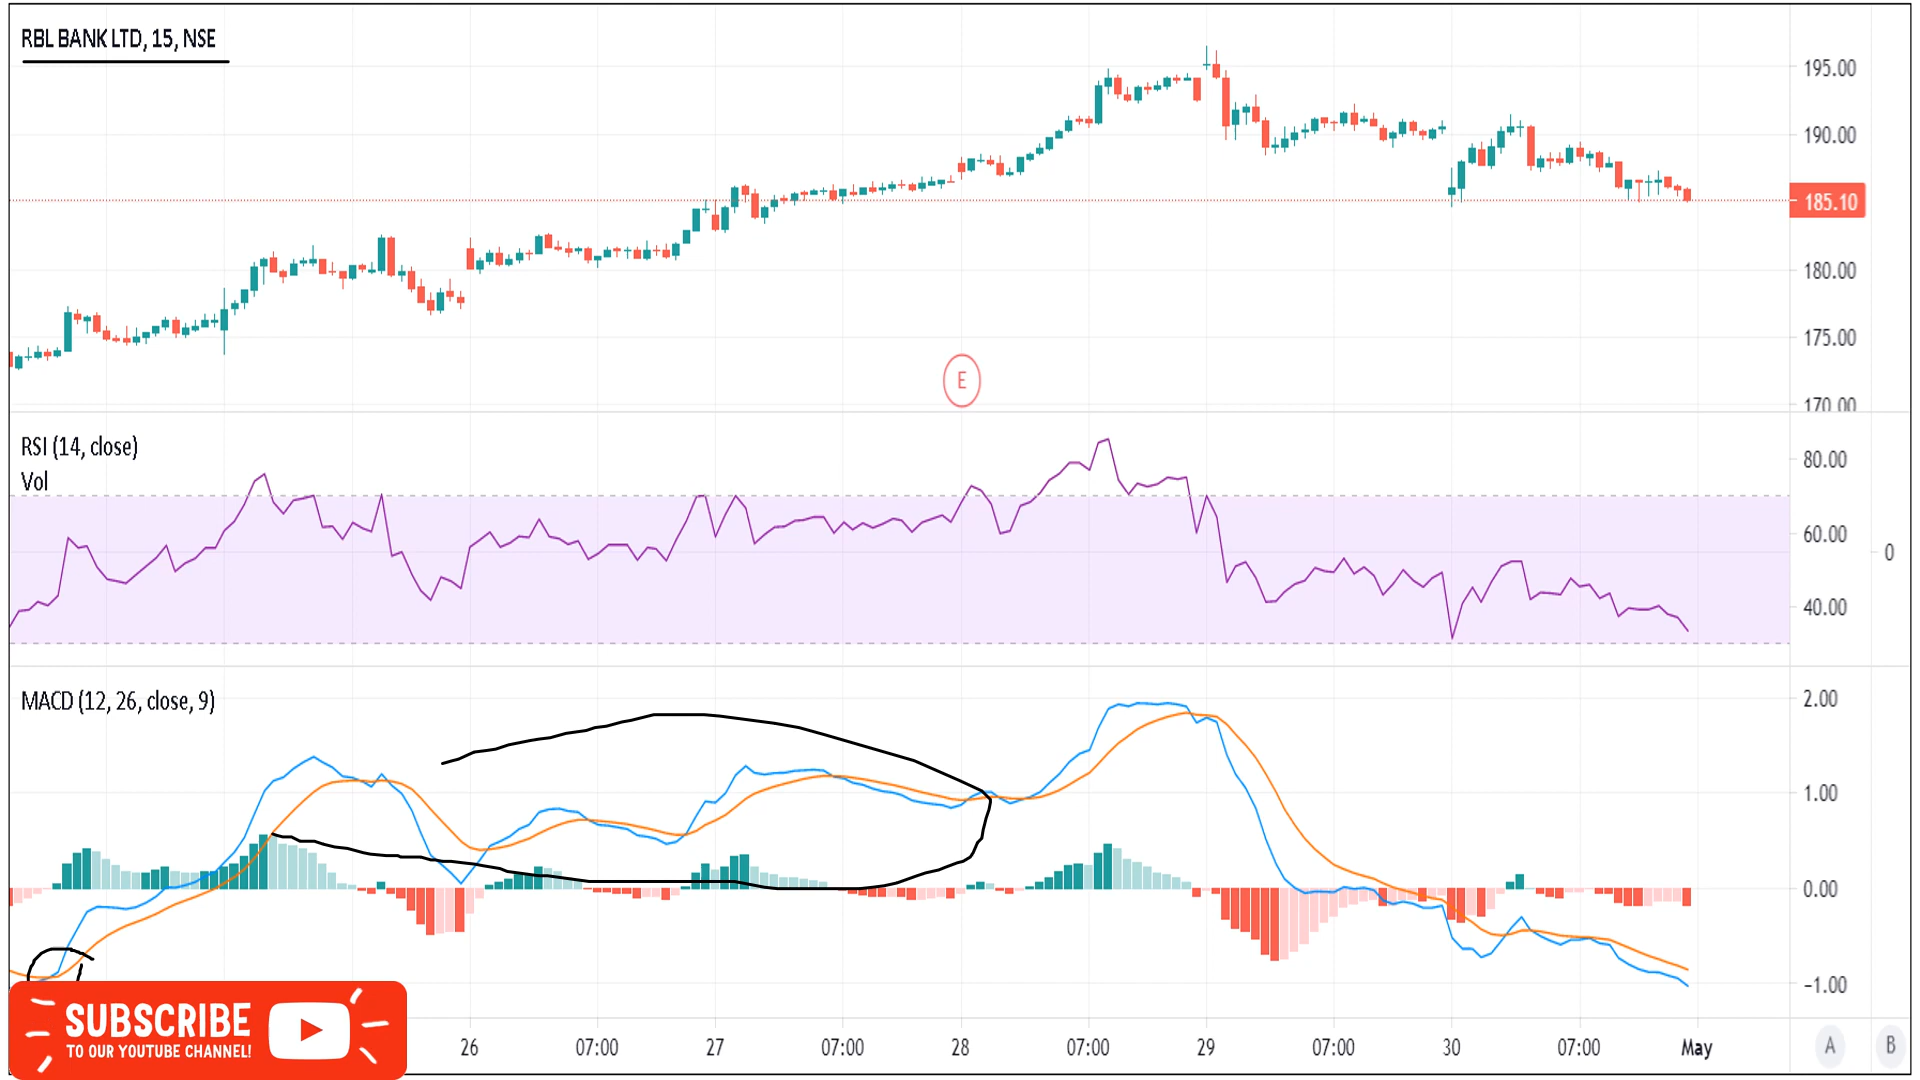 RBL BANK LTD, 15, NSE
195.00
190.00
185.10
180.00
175.00
170.00
E
RSI (14, close)
Vol
80.00
60.00
0
40.00
MACD (12, 26, close, 9)
2.00
1.00
0.00
-1.00
SUBSCRIBE
TO OUR YOUTUBE CHANNEL!
26 07:00 27 07:00 28 07:00 29 07:00 30 07:00 May
A B